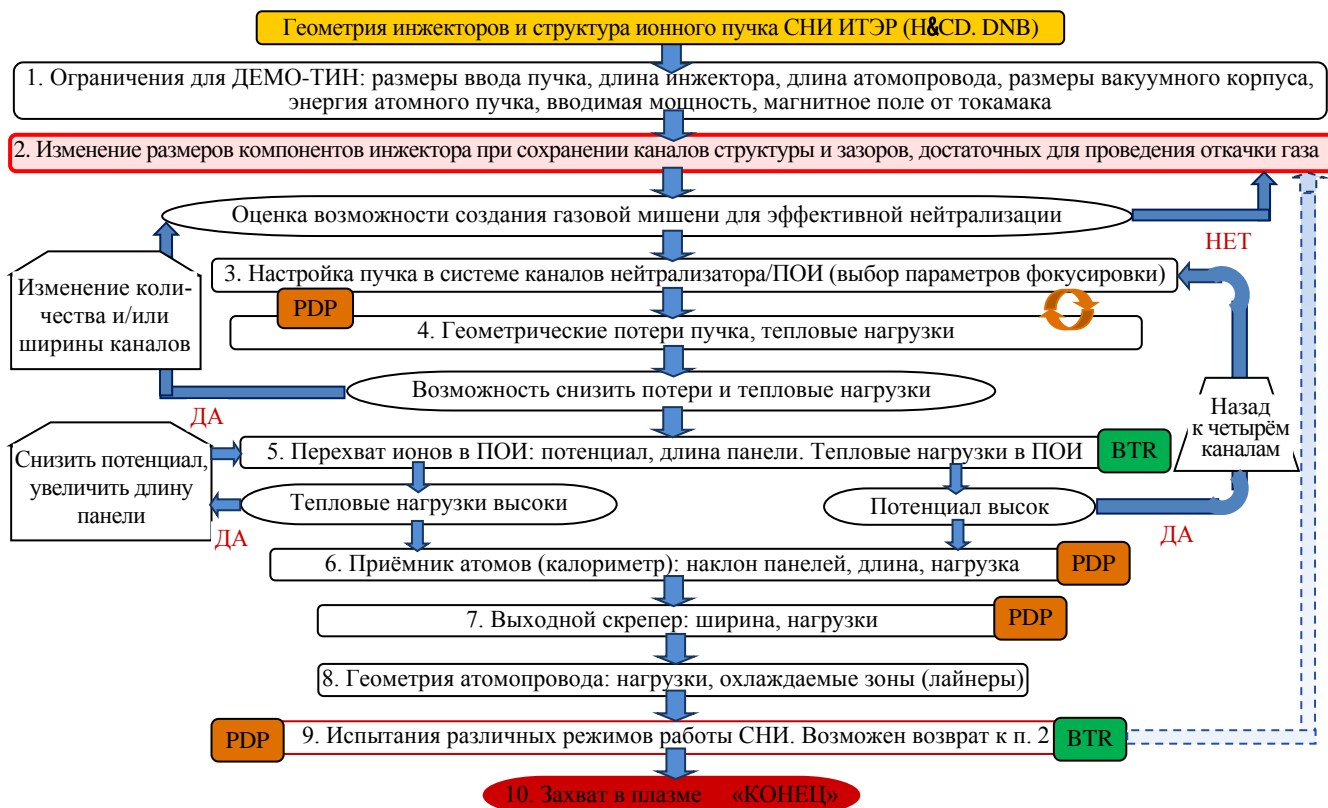 Геометрия инжекторов и структура ионного пучка СНИ ИТЭР (H&CD. DNB)
1. Ограничения для ДЕМО-ТИН: размеры ввода пучка, длина инжектора, длина атомопровода, размеры вакуумного корпуса,
энергия атомного пучка, вводимая мощность, магнитное поле от токамака
2. Изменение размеров компонентов инжектора при сохранении каналов структуры и зазоров, достаточных для проведения откачки газа
Оценка возможности создания газовой мишени для эффективной нейтрализации
НЕТ
3. Настройка пучка в системе каналов нейтрализатора/ПОИ (выбор параметров фокусировки)
Изменение коли-
чества и/или
ширины каналов
PDP
4. Геометрические потери пучка, тепловые нагрузки
Возможность снизить потери и тепловые нагрузки
ДА
Назад
к четырём
каналам
Снизить потенциал,
увеличить длину
панели
5. Перехват ионов в ПОИ: потенциал, длина панели. Тепловые нагрузки в ПОИ
BTR
Тепловые нагрузки высоки
Потенциал высок
ДА
ДА
6. Приёмник атомов (калориметр): наклон панелей, длина, нагрузка
PDP
7. Выходной скрепер: ширина, нагрузки
PDP
8. Геометрия атомопровода: нагрузки, охлаждаемые зоны (лайнеры)
PDP
9. Испытания различных режимов работы СНИ. Возможен возврат к п. 2
BTR
10. Захват в плазме «КОНЕЦ»